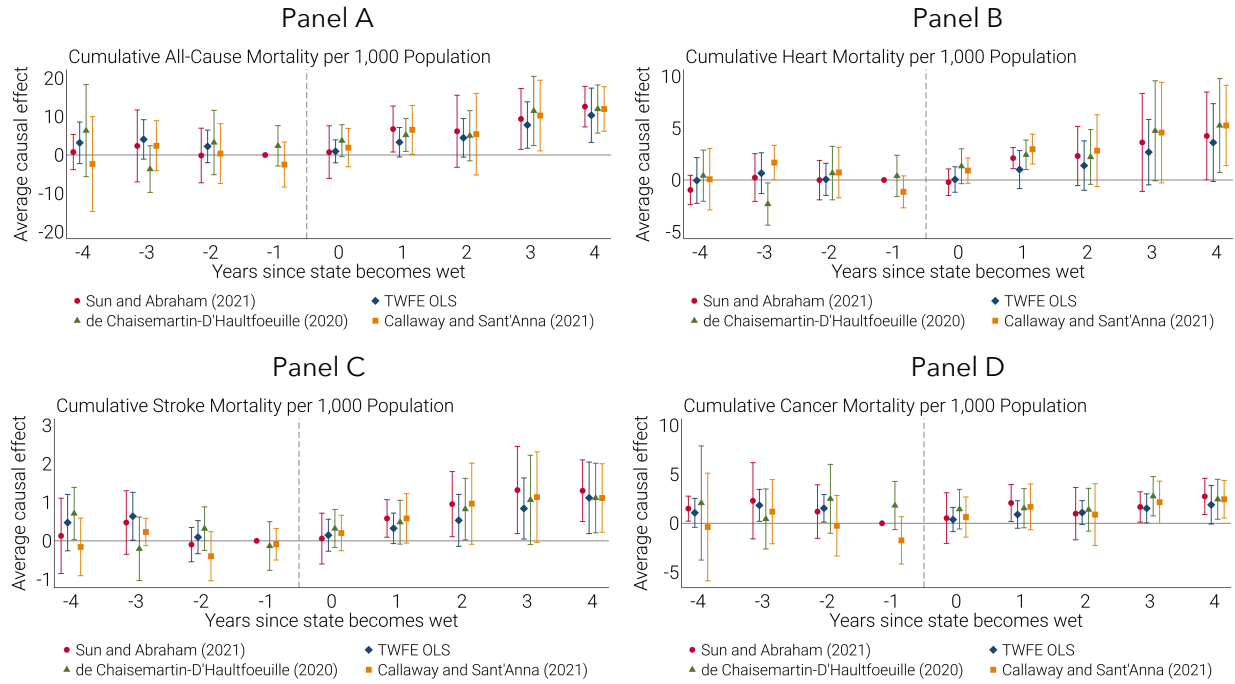 Panel A
Cumulative All-Cause Mortality per 1,000 Population
Average causal effect
20
10
0
-10
-20
-4 -3 -2 -1 0 1 2 3 4
Years since state becomes wet
Sun and Abraham (2021) TWFE OLS
de Chaisemartin-D'Haultfoeuille (2020) Callaway and Sant'Anna (2021)
Panel B
Cumulative Heart Mortality per 1,000 Population
Average causal effect
10
5
0
-5
-4 -3 -2 -1 0 1 2 3 4
Years since state becomes wet
Sun and Abraham (2021) TWFE OLS
de Chaisemartin-D'Haultfoeuille (2020) Callaway and Sant'Anna (2021)
Panel C
Cumulative Stroke Mortality per 1,000 Population
Average causal effect
3
2
1
0
-1
-4 -3 -2 -1 0 1 2 3 4
Years since state becomes wet
Sun and Abraham (2021) TWFE OLS
de Chaisemartin-D'Haultfoeuille (2020) Callaway and Sant'Anna (2021)
Panel D
Cumulative Cancer Mortality per 1,000 Population
Average causal effect
10
5
0
-5
-4 -3 -2 -1 0 1 2 3 4
Years since state becomes wet
Sun and Abraham (2021) TWFE OLS
de Chaisemartin-D'Haultfoeuille (2020) Callaway and Sant'Anna (2021)